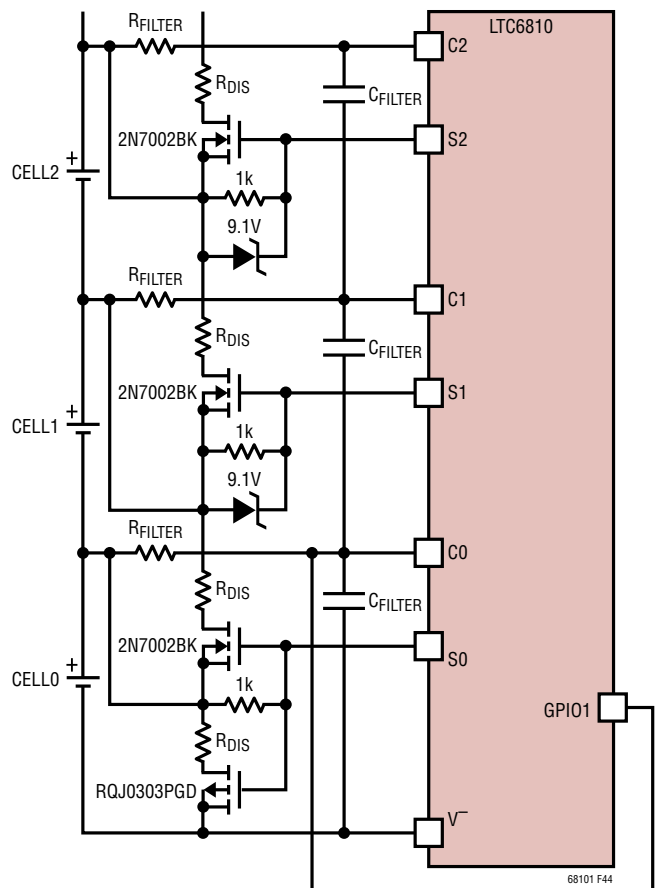 RFILTER
LTC6810
C2
RDIS
CFILTER
2N7002BK
S2
+
CELL2
1k
9.1V
RFILTER
C1
RDIS
CFILTER
2N7002BK
S1
+
CELL1
1k
9.1V
RFILTER
C0
RDIS
CFILTER
2N7002BK
S0
+
CELL0
1k
GPIO1
RDIS
RQJ0303PGD
V–
68101 F44